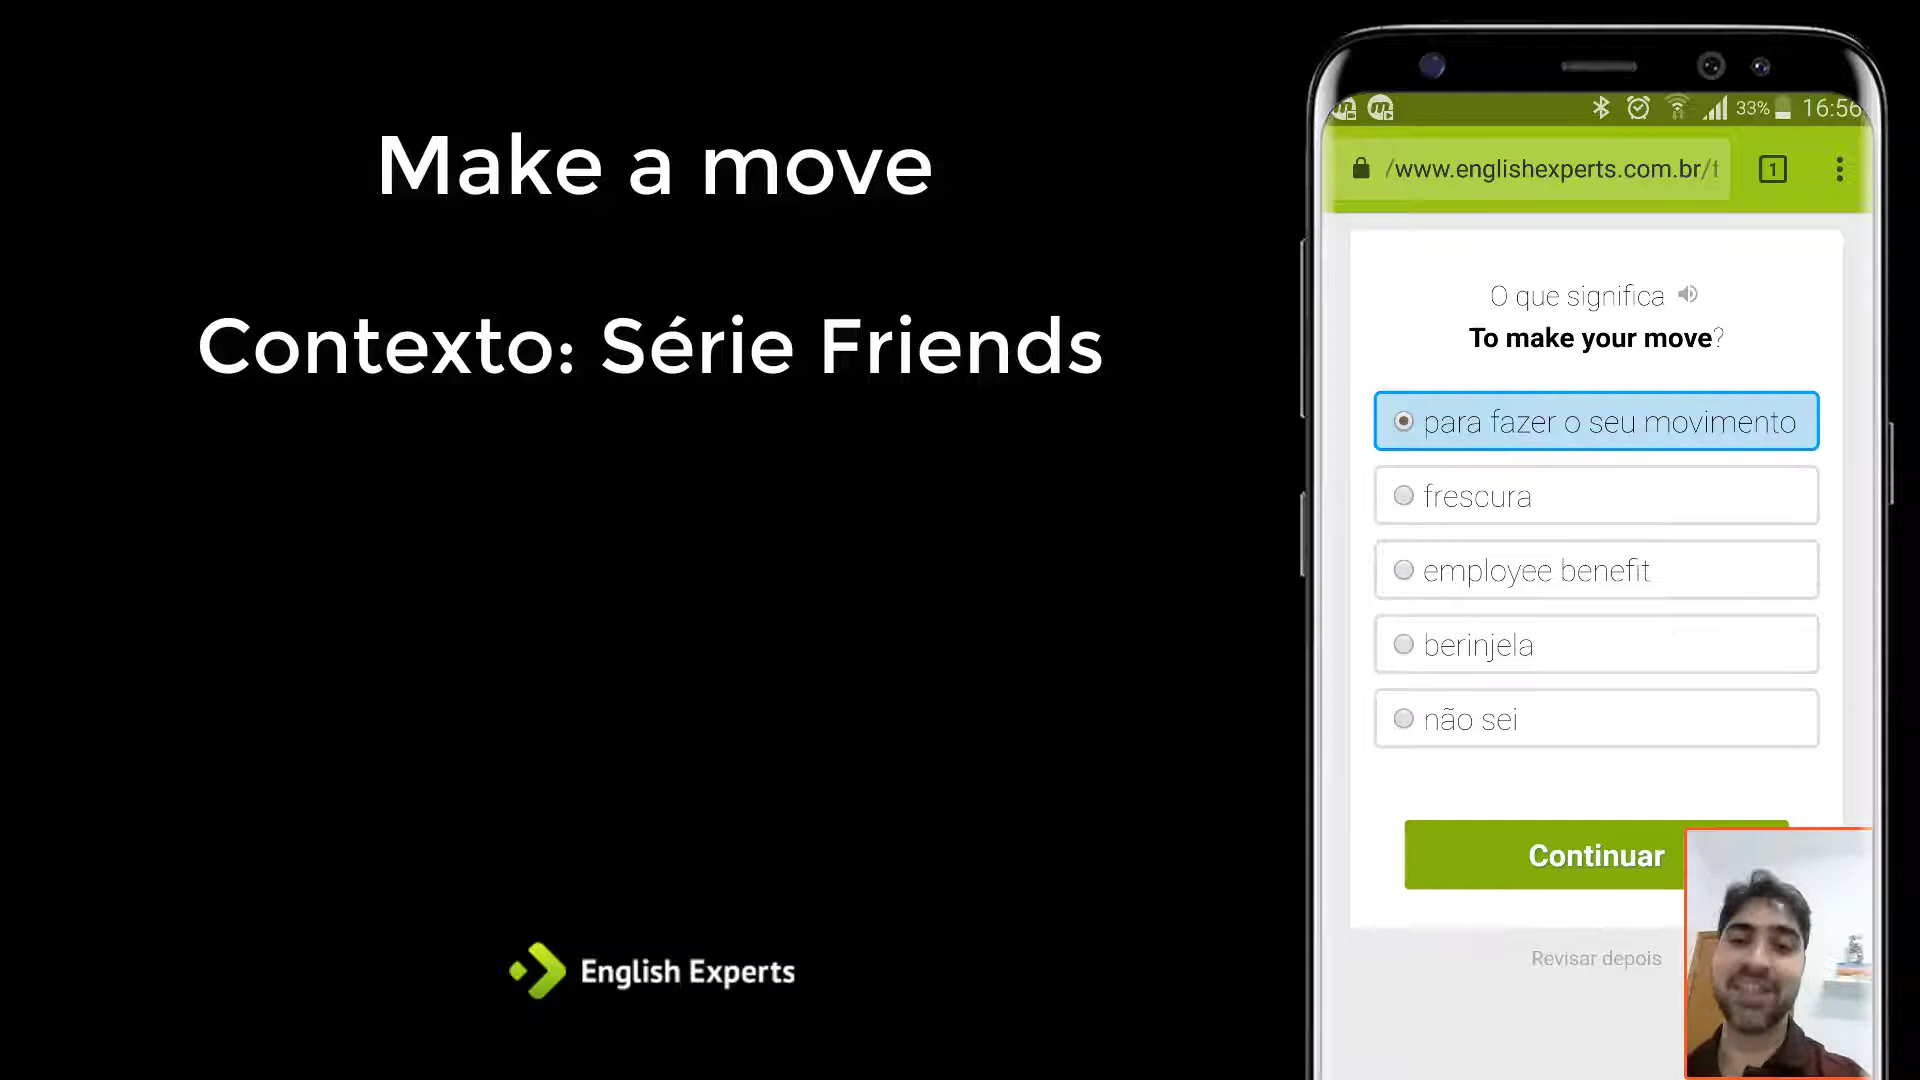 Make a move
Contexto: Série Friends
English Experts
33% 16:56
/www.englishexperts.com.br/t
1
O que significa
To make your move?
para fazer o seu movimento
frescura
employee benefit
berinjela
não sei
Continuar
Revisar depois